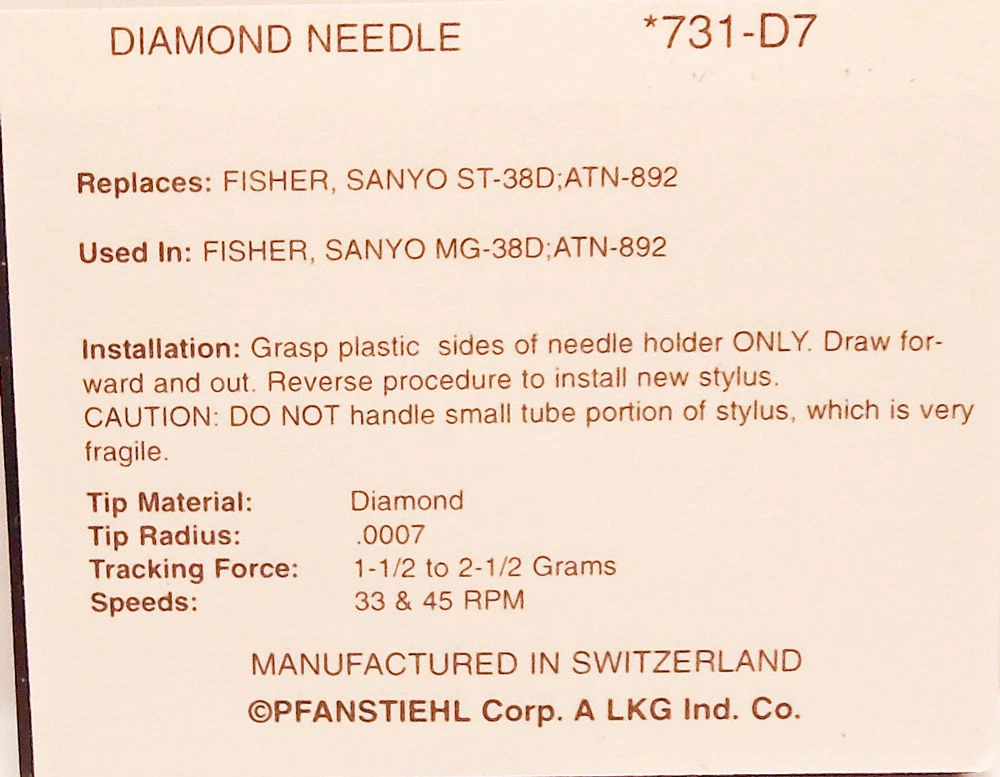 DIAMOND NEEDLE *731-D7
Replaces: FISHER, SANYO ST-38D;ATN-892
Used In: FISHER, SANYO MG-38D;ATN-892
Installation: Grasp plastic sides of needle holder ONLY. Draw for-
ward and out. Reverse procedure to install new stylus.
CAUTION: DO NOT handle small tube portion of stylus, which is very
fragile.
Tip Material: Diamond
Tip Radius: .0007
Tracking Force: 1-1/2 to 2-1/2 Grams
Speeds: 33 & 45 RPM
MANUFACTURED IN SWITZERLAND
©PFANSTIEHL Corp. A LKG Ind. Co.